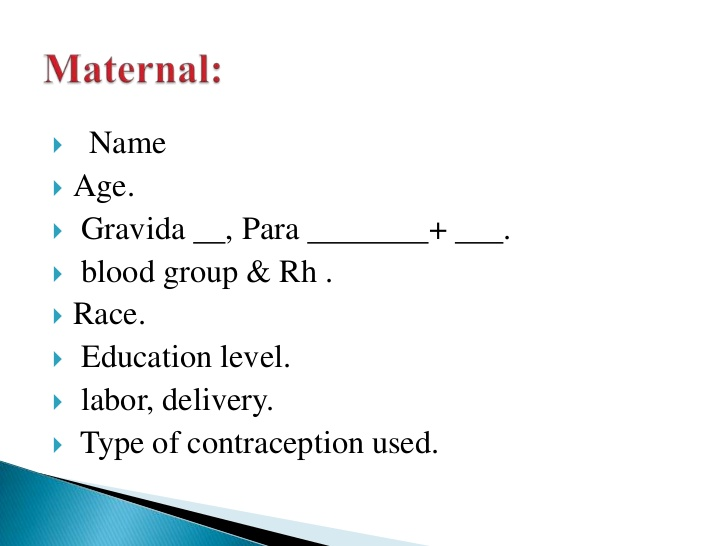 Maternal:
Name
Age.
Gravida __, Para _______+ ___.
blood group & Rh .
Race.
Education level.
labor, delivery.
Type of contraception used.